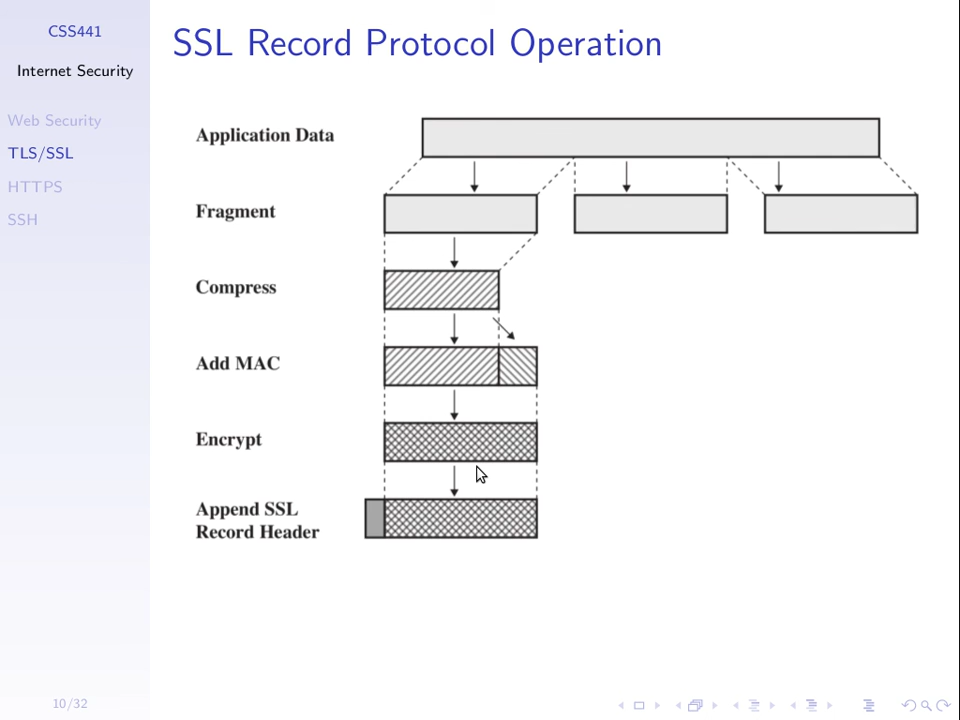 CSS441
Internet Security
Web Security
TLS/SSL
HTTPS
SSH
SSL Record Protocol Operation
Application Data
Fragment
Compress
Add MAC
Encrypt
Append SSL
Record Header
10/32